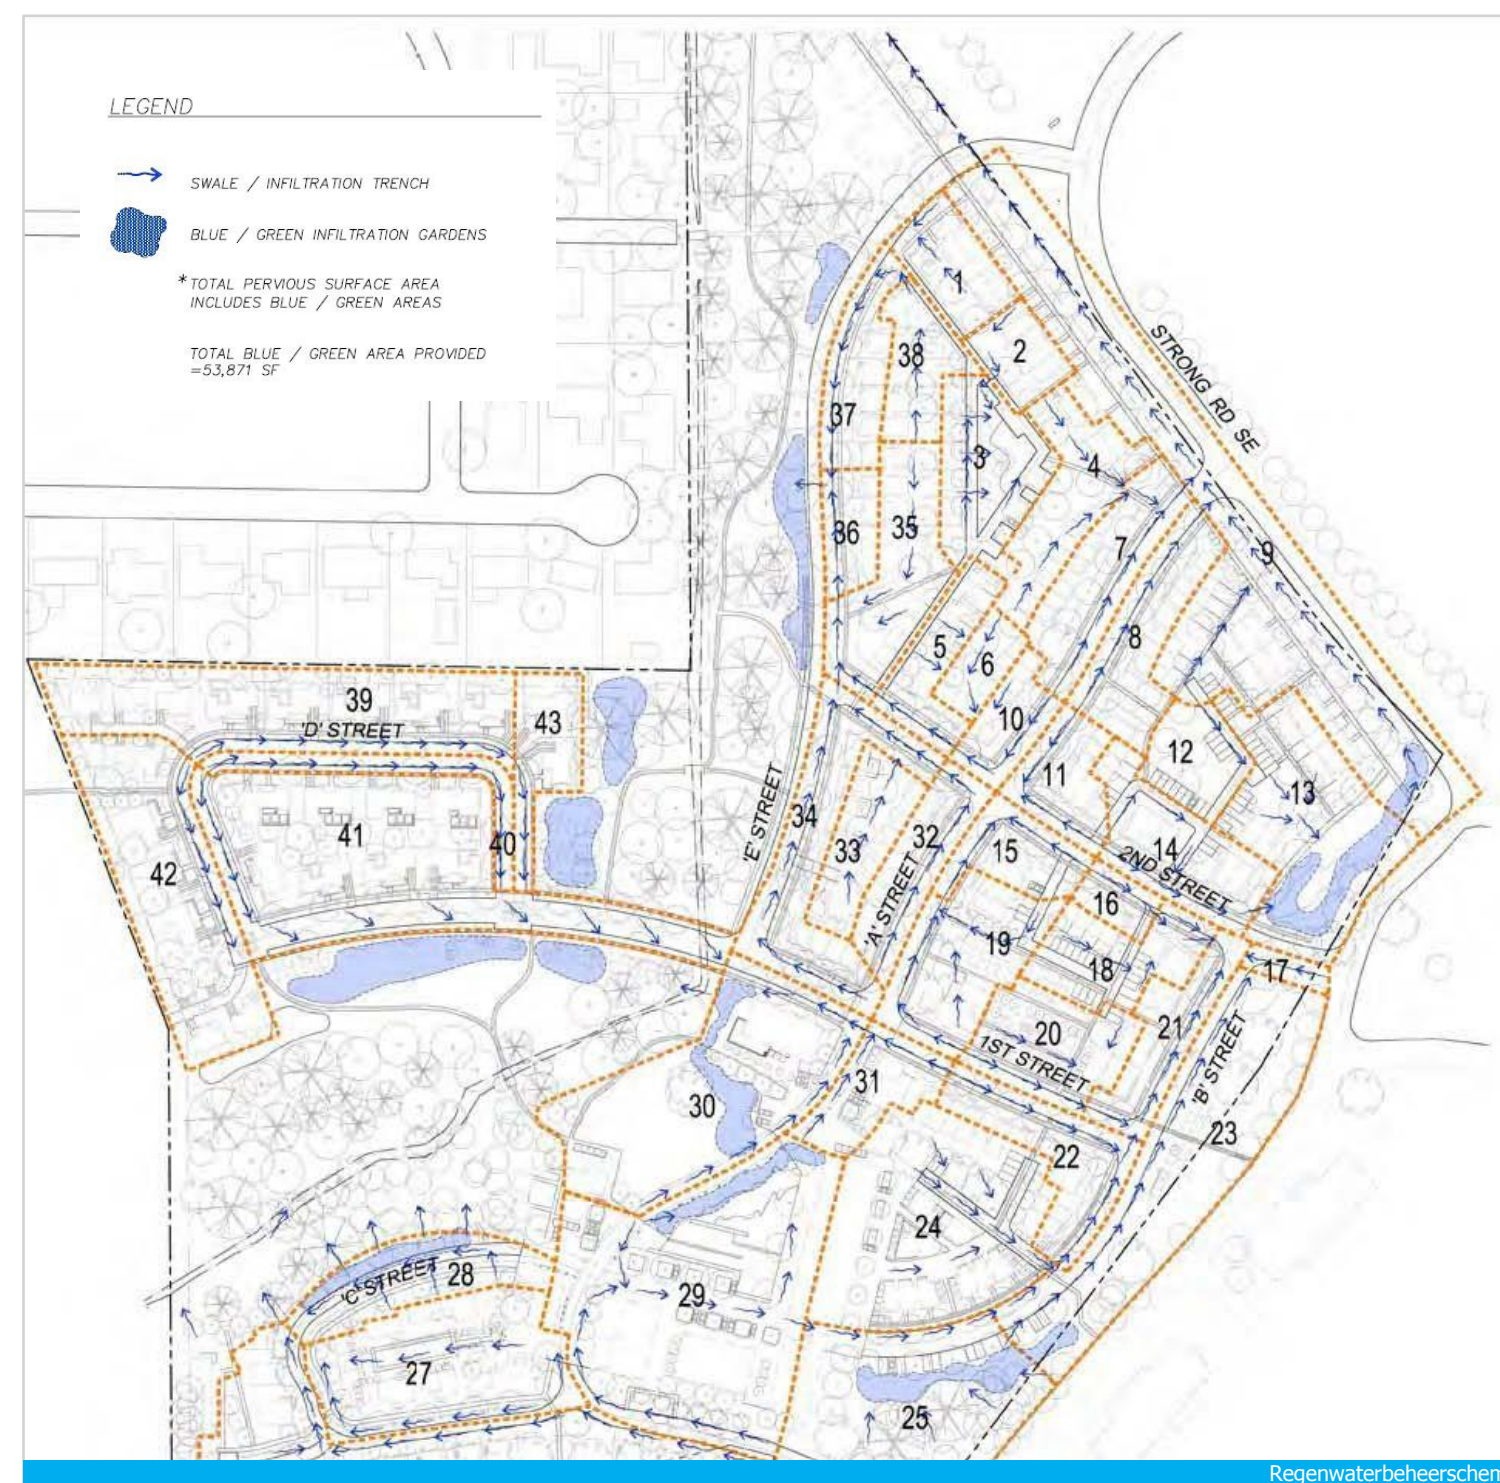 LEGEND
SWALE / INFILTRATION TRENCH
BLUE / GREEN INFILTRATION GARDENS
* TOTAL PERVIOUS SURFACE AREA
INCLUDES BLUE / GREEN AREAS
TOTAL BLUE / GREEN AREA PROVIDED
=53,871 SF
1
2
STRONG RD SE
38
37
3
4
36
35
7
9
8
5
6
39
'D' STREET
43
10
11
12
13
'E' STREET
34
41
40
42
33
32
'A' STREET
15
14
2ND STREET
16
19
18
17
20
21
1ST STREET
'B' STREET
30
31
23
22
24
'C' STREET
28
29
27
25
Regenwaterbeheerschen